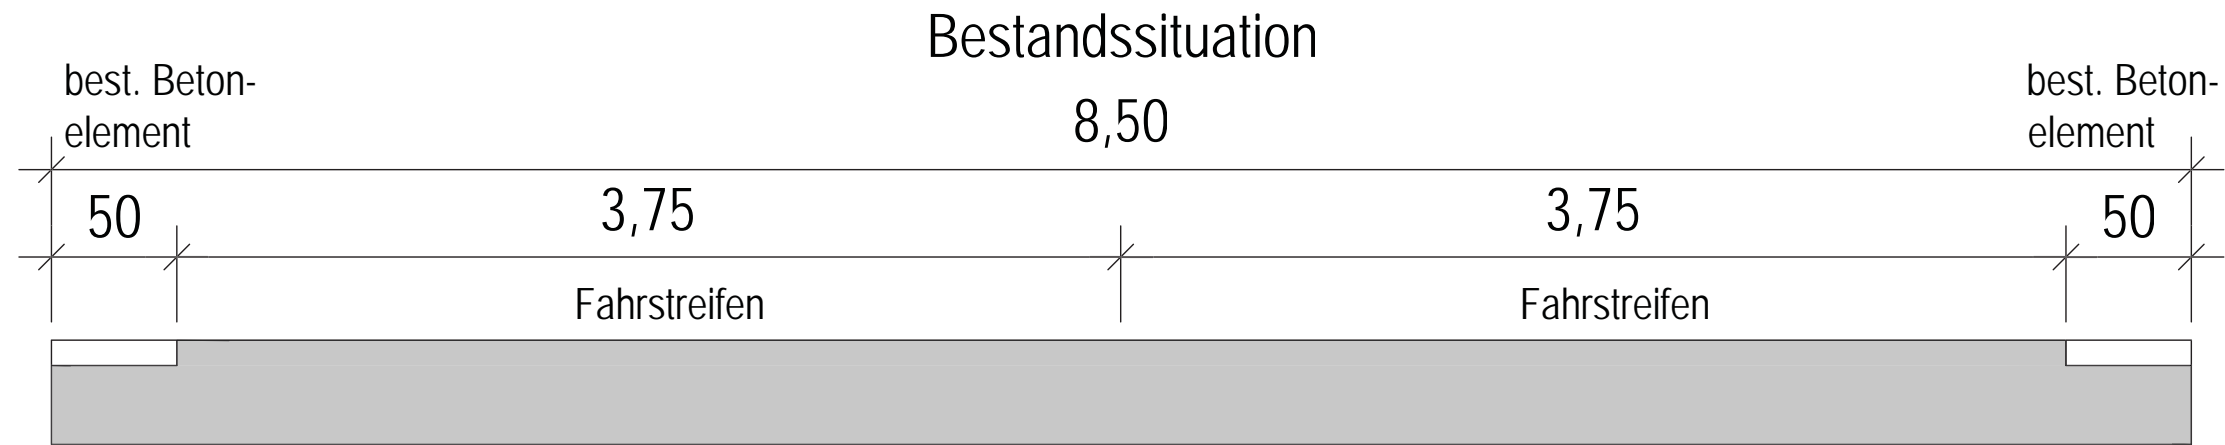 Bestandssituation
best. Beton-
element
8,50
best. Beton-
element
50
3,75
3,75
50
Fahrstreifen
Fahrstreifen